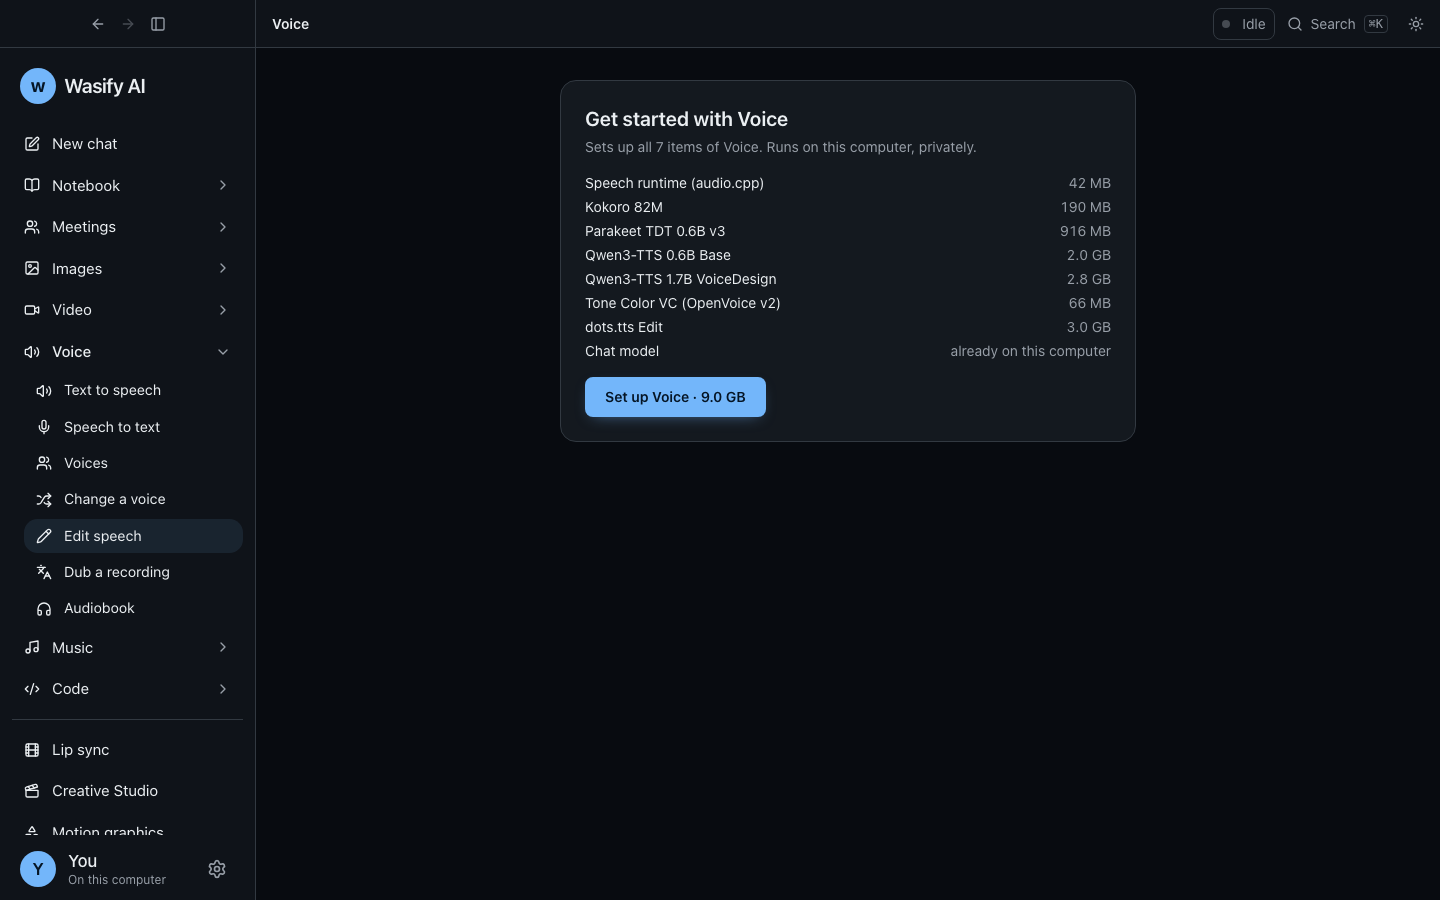 Voice
Idle
Search ⌘K
w Wasify AI
New chat
Notebook
Meetings
Images
Video
Voice
Text to speech
Speech to text
Voices
Change a voice
Edit speech
Dub a recording
Audiobook
Music
Code
Lip sync
Creative Studio
Motion graphics
Y You
On this computer
Get started with Voice
Sets up all 7 items of Voice. Runs on this computer, privately.
Speech runtime (audio.cpp) 42 MB
Kokoro 82M 190 MB
Parakeet TDT 0.6B v3 916 MB
Qwen3-TTS 0.6B Base 2.0 GB
Qwen3-TTS 1.7B VoiceDesign 2.8 GB
Tone Color VC (OpenVoice v2) 66 MB
dots.tts Edit 3.0 GB
Chat model already on this computer
Set up Voice · 9.0 GB